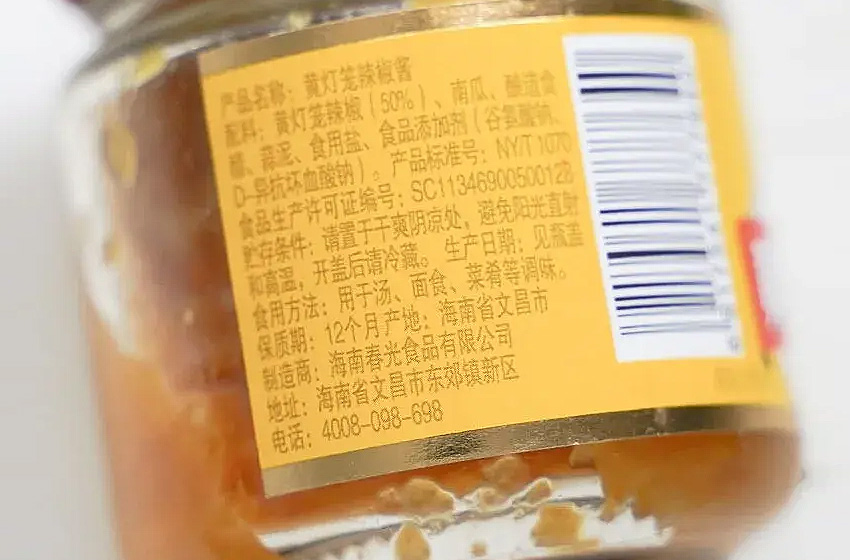 产品名称：黄灯笼辣椒酱
配料：黄灯笼辣椒（50%）、南瓜、酿造食
醋、蒜泥、食用盐、食品添加剂（谷氨酸钠、
D-异抗坏血酸钠）。产品标准号：NY/T 1070
食品生产许可证编号：SC11346900500128
贮存条件：请置于干爽阴凉处，避免阳光直射
和高温，开盖后请冷藏。生产日期：见瓶盖
食用方法：用于汤、面食、菜肴等调味。
保质期：12个月产地：海南省文昌市
制造商：海南春光食品有限公司
地址：海南省文昌市东郊镇新区
电话：4008-098-698